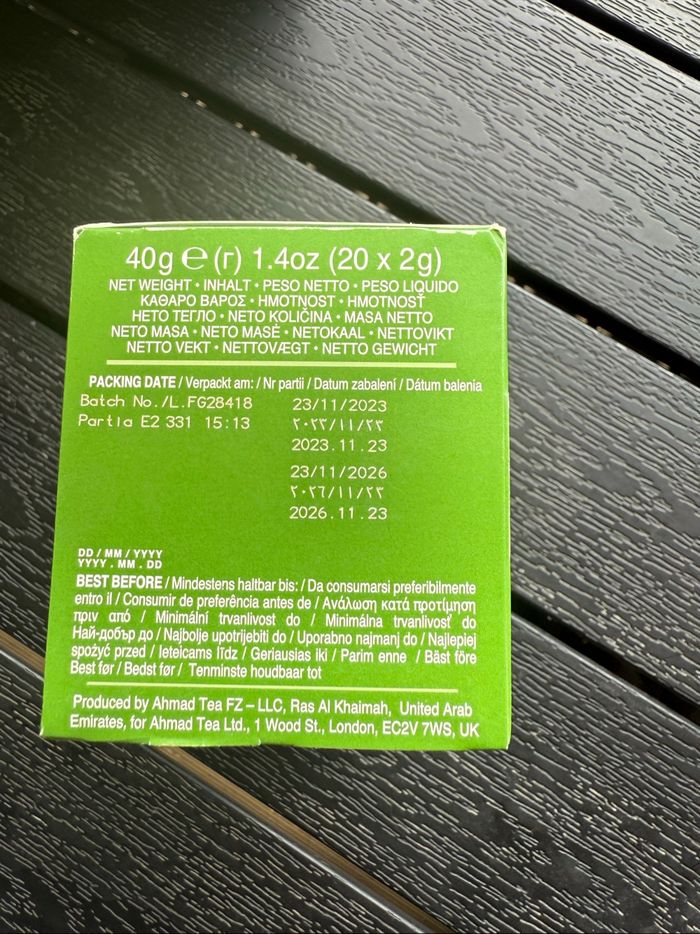 40g ℮ (г) 1.4oz (20 x 2g)
NET WEIGHT • INHALT • PESO NETTO • PESO LIQUIDO
ΚΑΘΑΡΟ ΒΑΡΟΣ • HMOTNOST • HMOTNOSŤ
НЕТО ТЕГЛО • NETO KOLIČINA • MASA NETTO
NETO MASA • NETO MASĖ • NETOKAAL • NETTOVIKT
NETTO VEKT • NETTOVÆGT • NETTO GEWICHT
PACKING DATE / Verpackt am: / Nr partii / Datum zabalení / Dátum balenia
Batch No./L.FG28418 23/11/2023
Partia E2 331 15:13 ٢٠٢٣/١١/٢٣
2023.11.23
23/11/2026
٢٠٢٦/١١/٢٣
2026.11.23
DD / MM / YYYY
YYYY . MM . DD
BEST BEFORE / Mindestens haltbar bis: / Da consumarsi preferibilmente
entro il / Consumir de preferência antes de / Ανάλωση κατά προτίμηση
πριν από / Minimální trvanlivost do / Minimálna trvanlivosť do
Най-добър до / Najbolje upotrijebiti do / Uporabno najmanj do / Najlepiej
spożyć przed / Ieteicams līdz / Geriausias iki / Parim enne / Bäst före
Best før / Bedst før / Tenminste houdbaar tot
Produced by Ahmad Tea FZ – LLC, Ras Al Khaimah, United Arab
Emirates, for Ahmad Tea Ltd., 1 Wood St., London, EC2V 7WS, UK